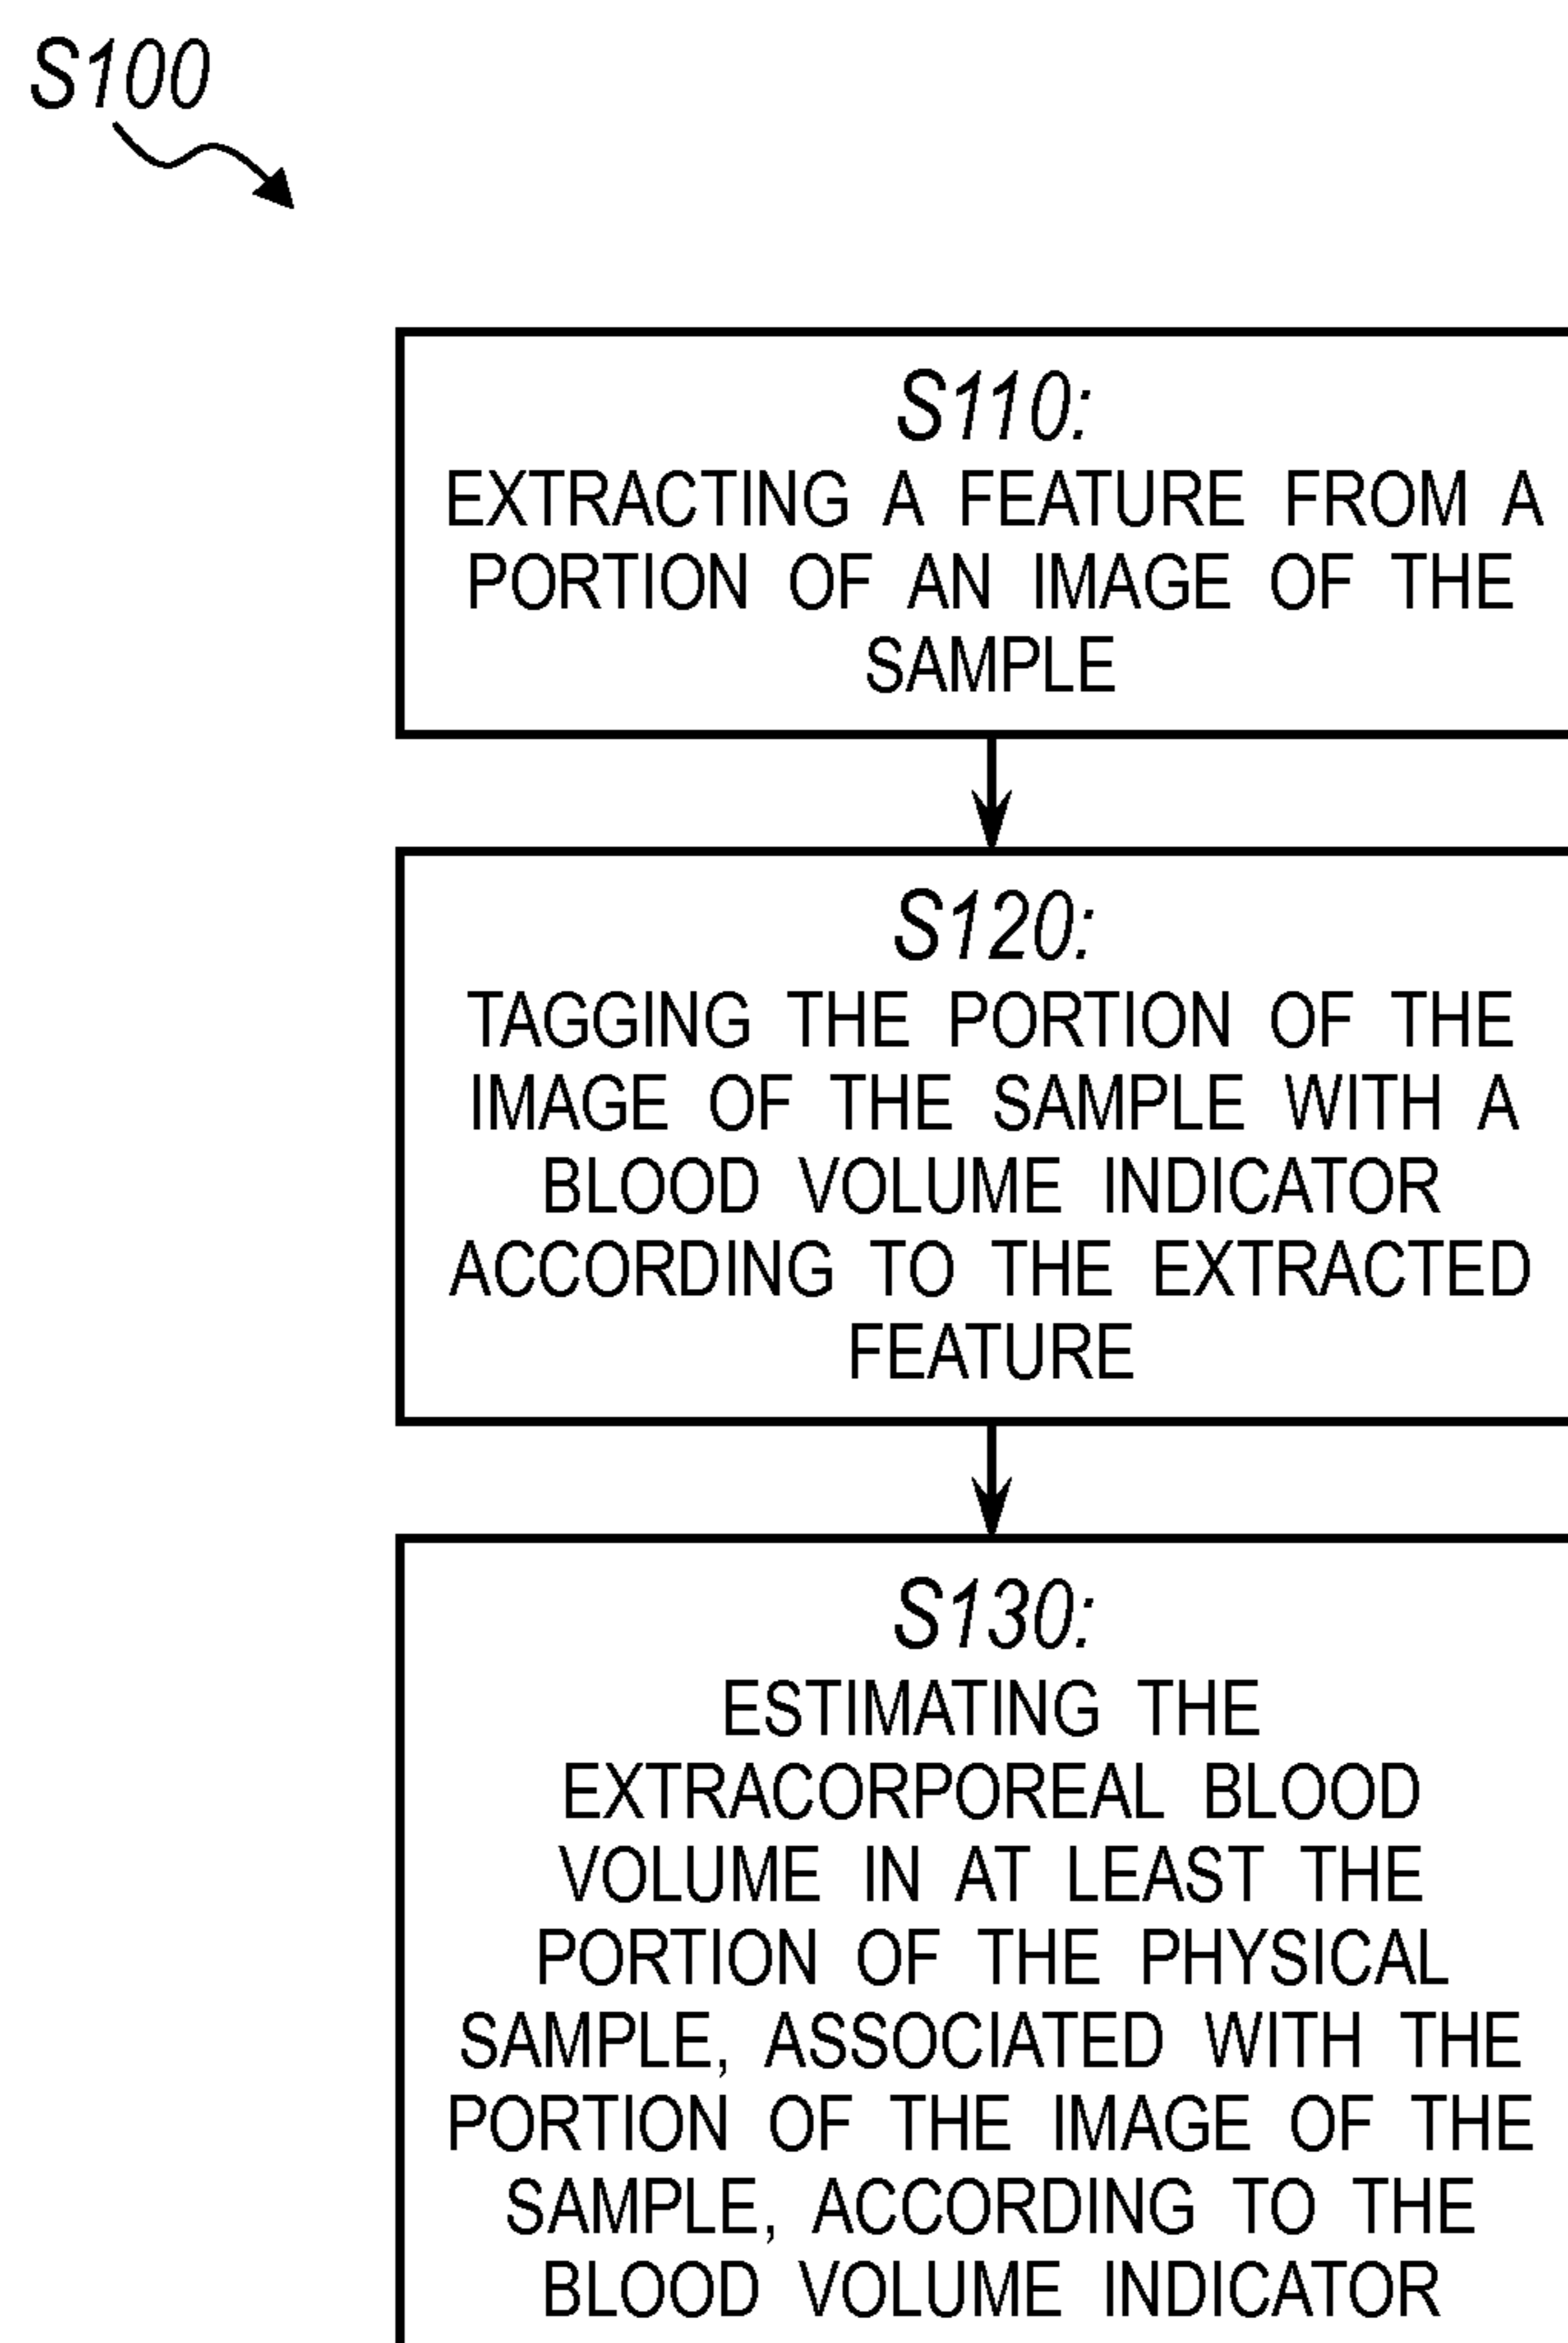 S100
S110:
EXTRACTING A FEATURE FROM A
PORTION OF AN IMAGE OF THE
SAMPLE
S120:
TAGGING THE PORTION OF THE
IMAGE OF THE SAMPLE WITH A
BLOOD VOLUME INDICATOR
ACCORDING TO THE EXTRACTED
FEATURE
S130:
ESTIMATING THE
EXTRACORPOREAL BLOOD
VOLUME IN AT LEAST THE
PORTION OF THE PHYSICAL
SAMPLE, ASSOCIATED WITH THE
PORTION OF THE IMAGE OF THE
SAMPLE, ACCORDING TO THE
BLOOD VOLUME INDICATOR